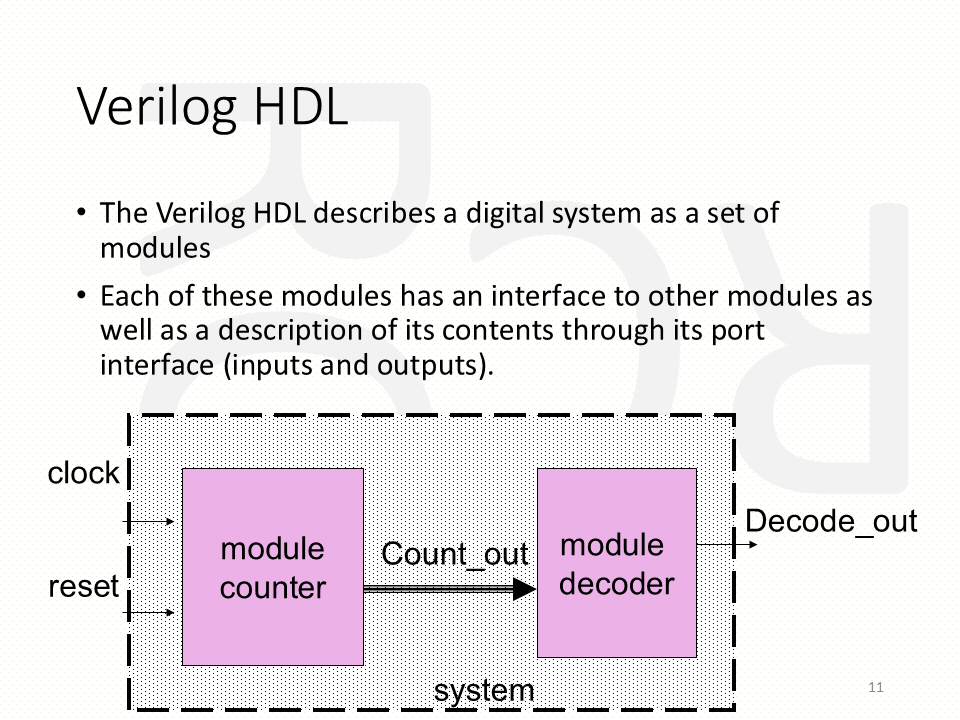 Verilog HDL
• The Verilog HDL describes a digital system as a set of
modules
• Each of these modules has an interface to other modules as
well as a description of its contents through its port
interface (inputs and outputs).
clock
reset
module
counter
Count_out
module
decoder
Decode_out
system
11